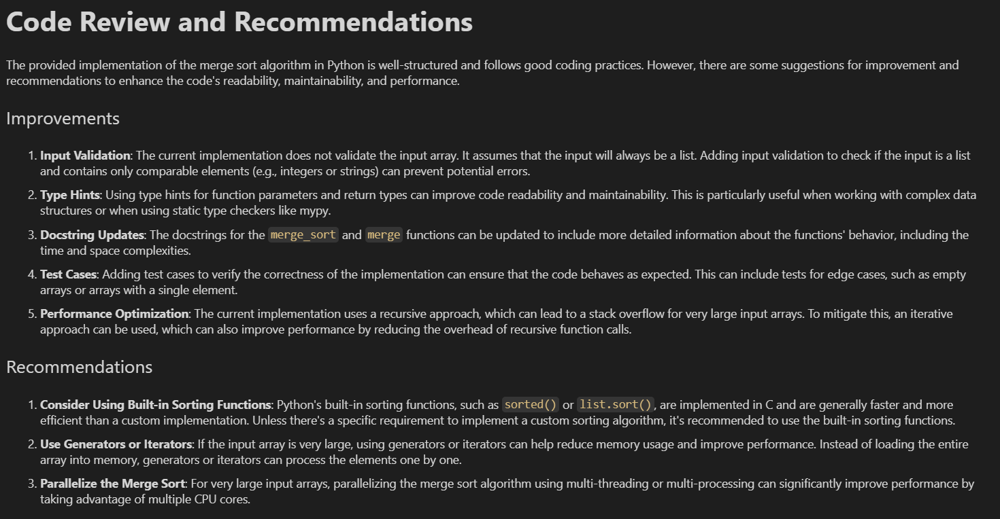 Code Review and Recommendations
The provided implementation of the merge sort algorithm in Python is well-structured and follows good coding practices. However, there are some suggestions for improvement and
recommendations to enhance the code's readability, maintainability, and performance.
Improvements
1. Input Validation: The current implementation does not validate the input array. It assumes that the input will always be a list. Adding input validation to check if the input is a list
and contains only comparable elements (e.g., integers or strings) can prevent potential errors.
2. Type Hints: Using type hints for function parameters and return types can improve code readability and maintainability. This is particularly useful when working with complex data
structures or when using static type checkers like mypy.
3. Docstring Updates: The docstrings for the merge_sort and merge functions can be updated to include more detailed information about the functions' behavior, including the
time and space complexities.
4. Test Cases: Adding test cases to verify the correctness of the implementation can ensure that the code behaves as expected. This can include tests for edge cases, such as empty
arrays or arrays with a single element.
5. Performance Optimization: The current implementation uses a recursive approach, which can lead to a stack overflow for very large input arrays. To mitigate this, an iterative
approach can be used, which can also improve performance by reducing the overhead of recursive function calls.
Recommendations
1. Consider Using Built-in Sorting Functions: Python's built-in sorting functions, such as sorted() or list.sort(), are implemented in C and are generally faster and more
efficient than a custom implementation. Unless there's a specific requirement to implement a custom sorting algorithm, it's recommended to use the built-in sorting functions.
2. Use Generators or Iterators: If the input array is very large, using generators or iterators can help reduce memory usage and improve performance. Instead of loading the entire
array into memory, generators or iterators can process the elements one by one.
3. Parallelize the Merge Sort: For very large input arrays, parallelizing the merge sort algorithm using multi-threading or multi-processing can significantly improve performance by
taking advantage of multiple CPU cores.